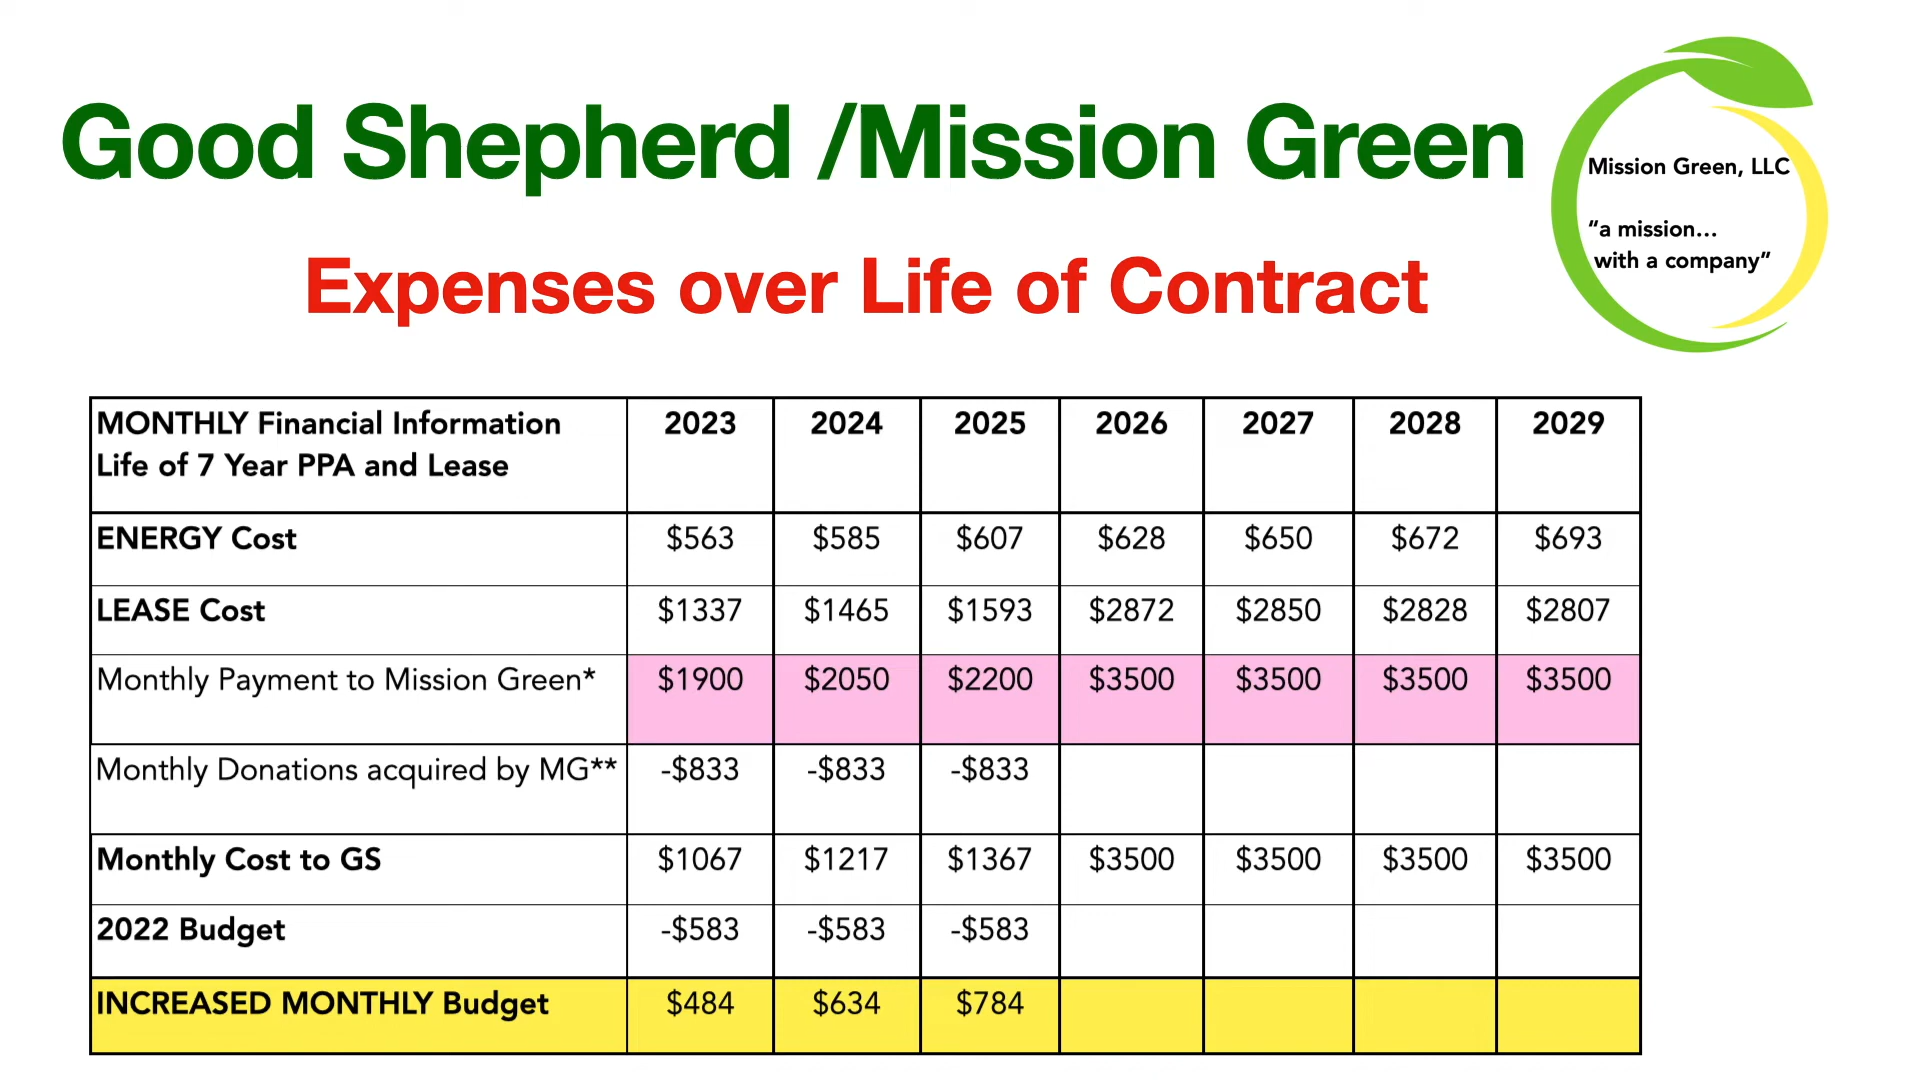 Good Shepherd /Mission Green
Mission Green, LLC
“a mission…
with a company”
Expenses over Life of Contract
MONTHLY Financial Information 2023 2024 2025 2026 2027 2028 2029
Life of 7 Year PPA and Lease
ENERGY Cost $563 $585 $607 $628 $650 $672 $693
LEASE Cost $1337 $1465 $1593 $2872 $2850 $2828 $2807
Monthly Payment to Mission Green* $1900 $2050 $2200 $3500 $3500 $3500 $3500
Monthly Donations acquired by MG** -$833 -$833 -$833
Monthly Cost to GS $1067 $1217 $1367 $3500 $3500 $3500 $3500
2022 Budget -$583 -$583 -$583
INCREASED MONTHLY Budget $484 $634 $784